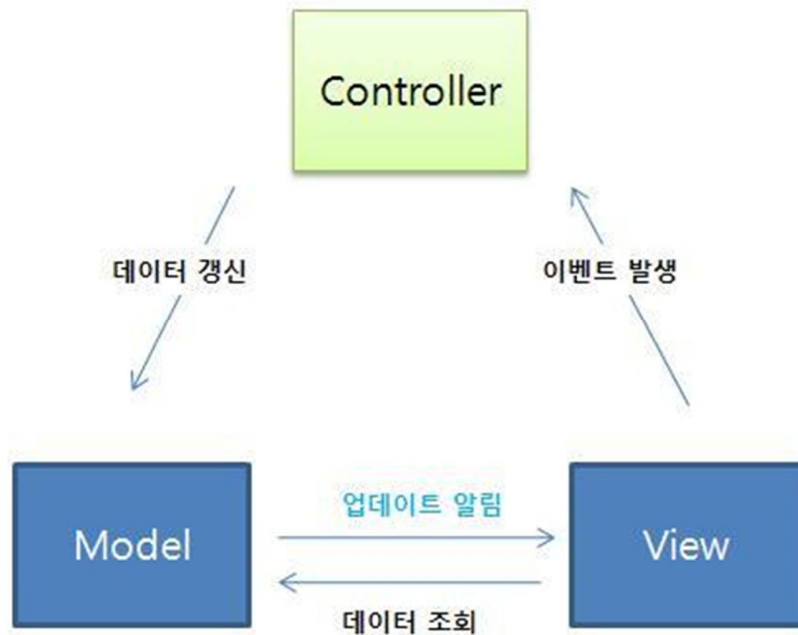 Controller
데이터 갱신
이벤트 발생
업데이트 알림
Model
View
데이터 조회